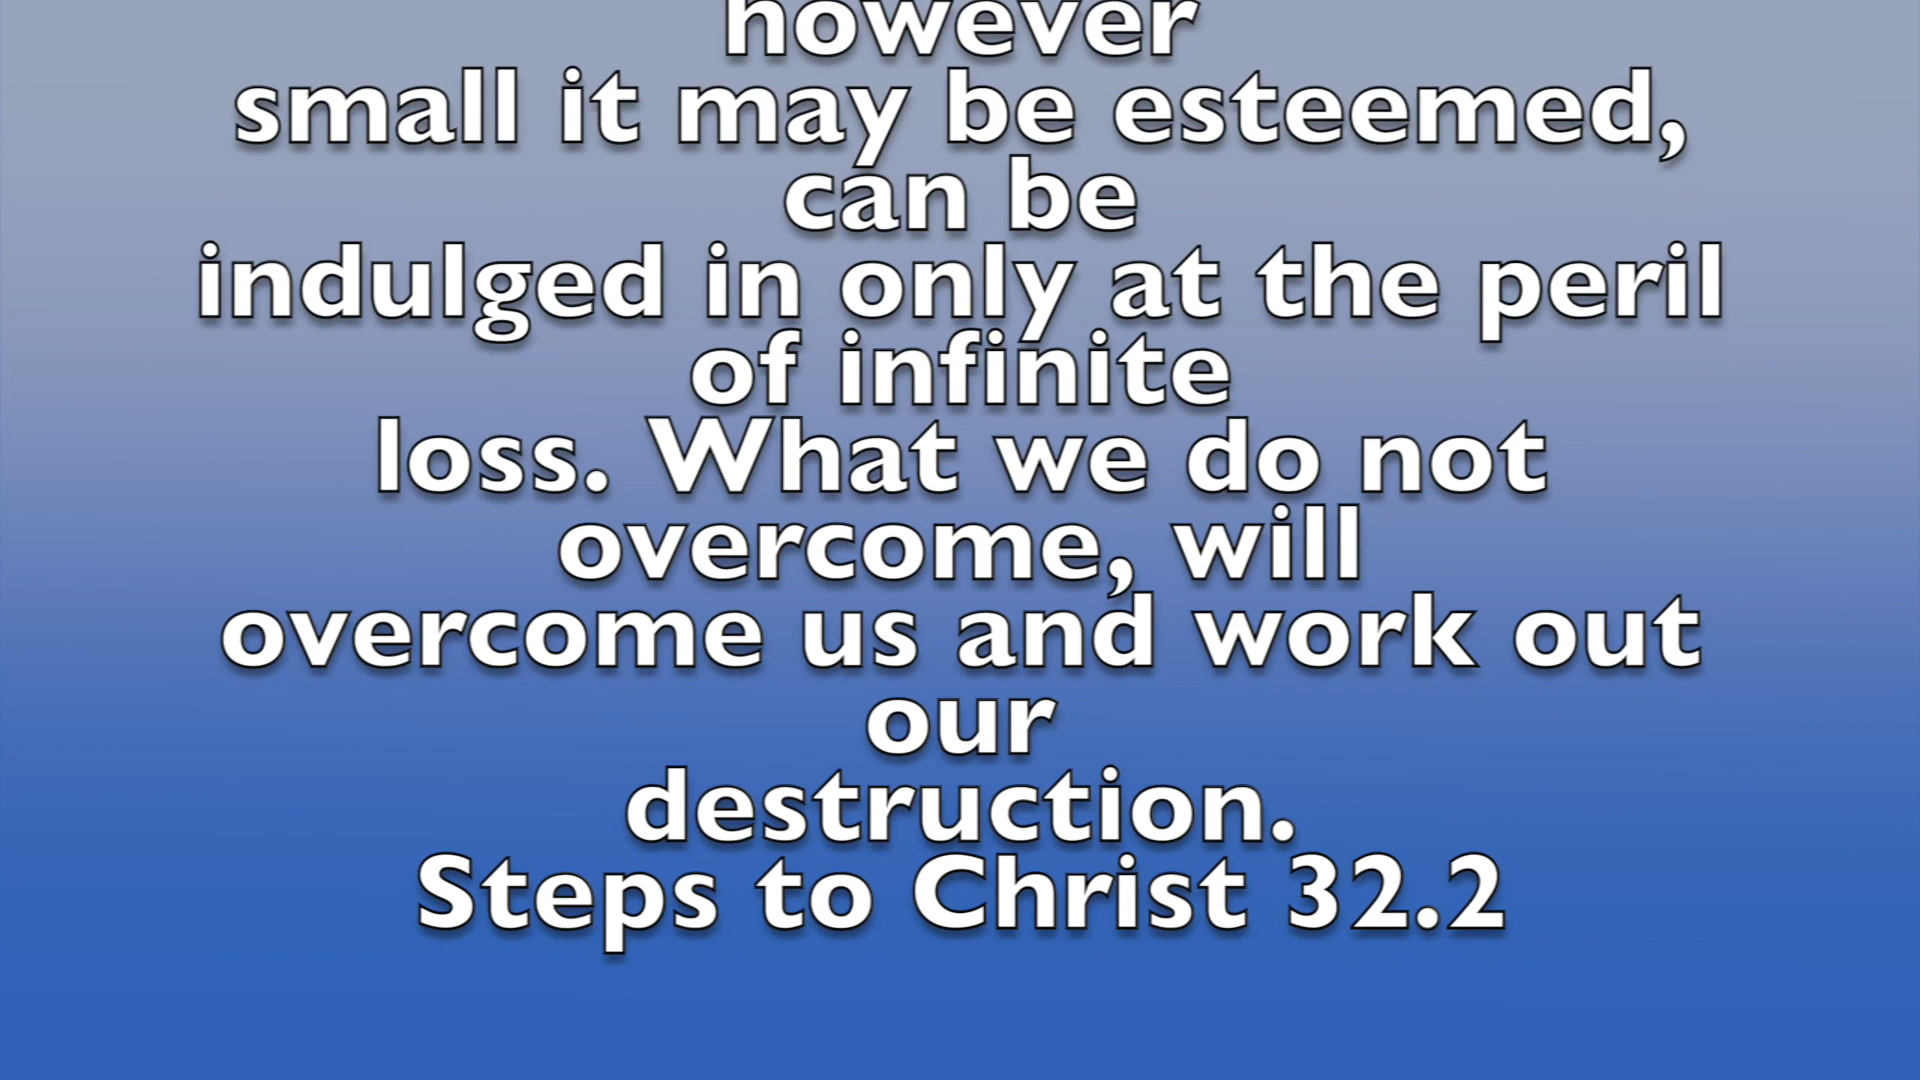 however
small it may be esteemed,
can be
indulged in only at the peril
of infinite
loss. What we do not
overcome, will
overcome us and work out
our
destruction.
Steps to Christ 32.2